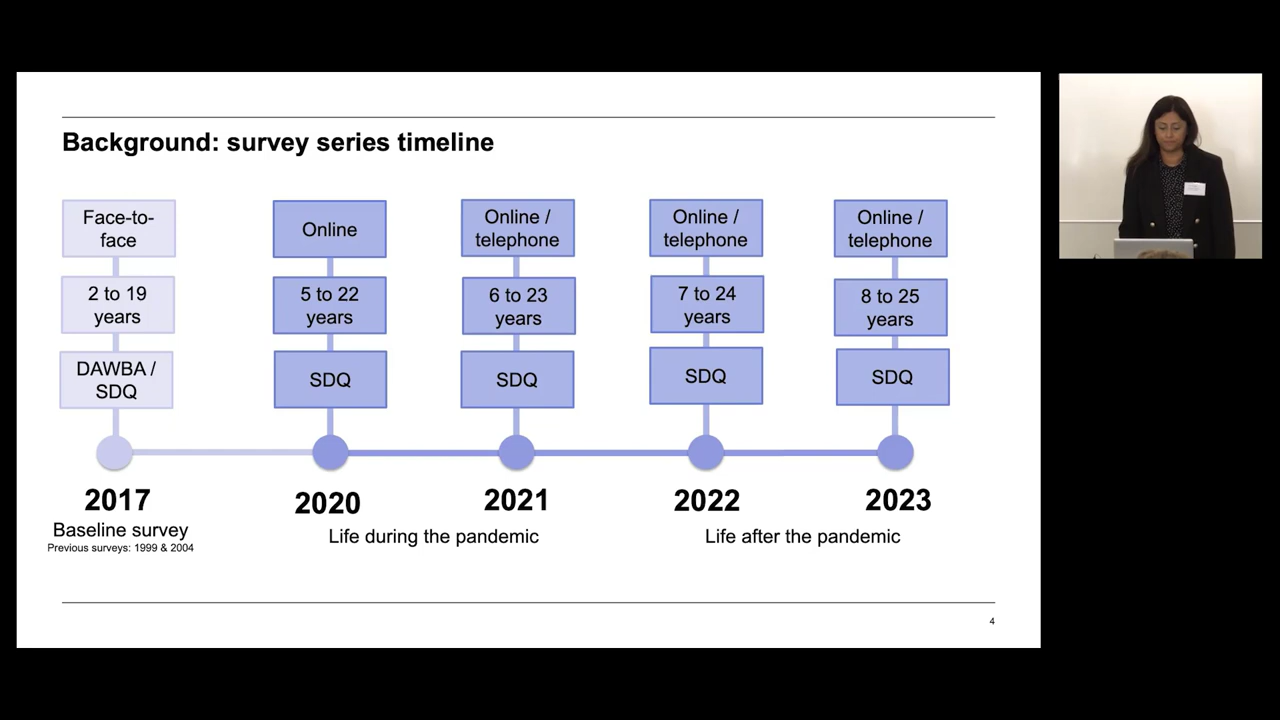 Background: survey series timeline
Face-to-
face
Online
Online /
telephone
Online /
telephone
Online /
telephone
2 to 19
years
5 to 22
years
6 to 23
years
7 to 24
years
8 to 25
years
DAWBA /
SDQ
SDQ
SDQ
SDQ
SDQ
2017
2020
2021
2022
2023
Baseline survey
Previous surveys: 1999 & 2004
Life during the pandemic
Life after the pandemic
4